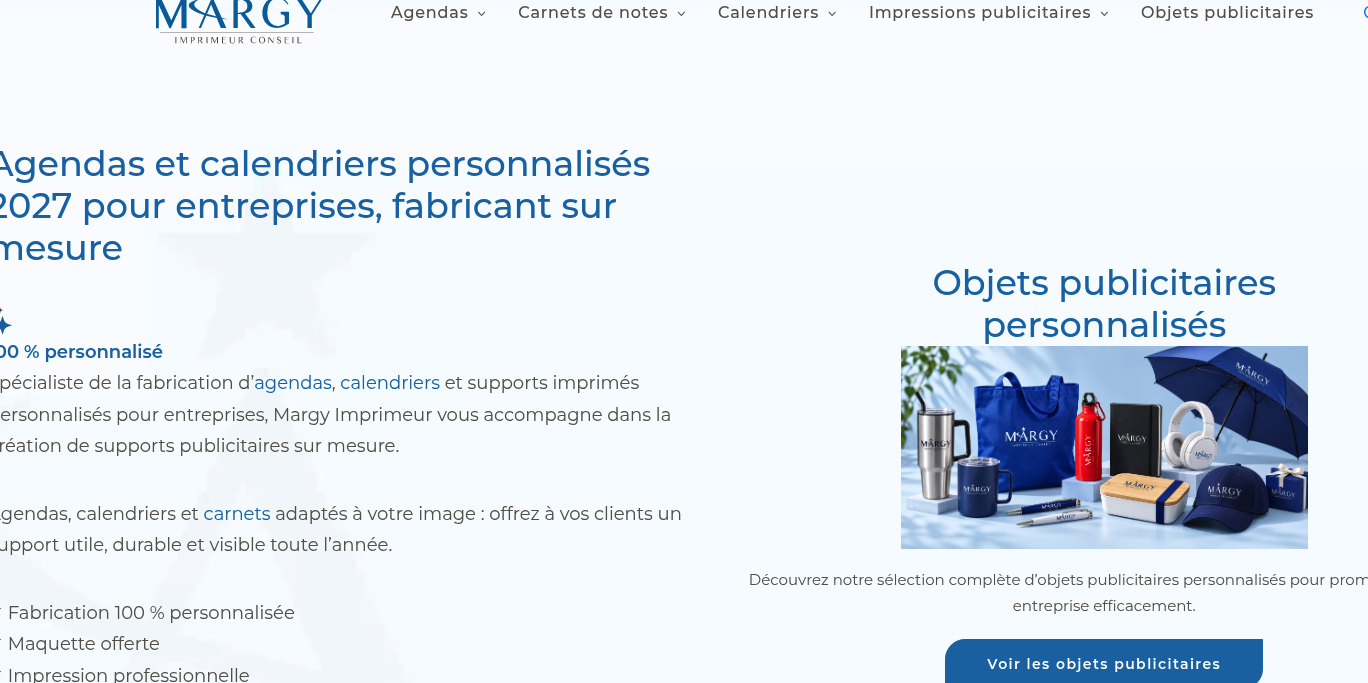 MARGY
IMPRIMEUR CONSEIL
Agendas
Carnets de notes
Calendriers
Impressions publicitaires
Objets publicitaires
Agendas et calendriers personnalisés
2027 pour entreprises, fabricant sur
mesure
00 % personnalisé
pécialiste de la fabrication d’agendas, calendriers et supports imprimés
ersonnalisés pour entreprises, Margy Imprimeur vous accompagne dans la
réation de supports publicitaires sur mesure.
gendas, calendriers et carnets adaptés à votre image : offrez à vos clients un
upport utile, durable et visible toute l’année.
Fabrication 100 % personnalisée
Maquette offerte
Impression professionnelle
Objets publicitaires
personnalisés
MARGY
MARGY
MARGY
MARGY
MARGY
MARGY
MARGY
MARGY
MARGY
MARGY
Découvrez notre sélection complète d’objets publicitaires personnalisés pour prom
entreprise efficacement.
Voir les objets publicitaires